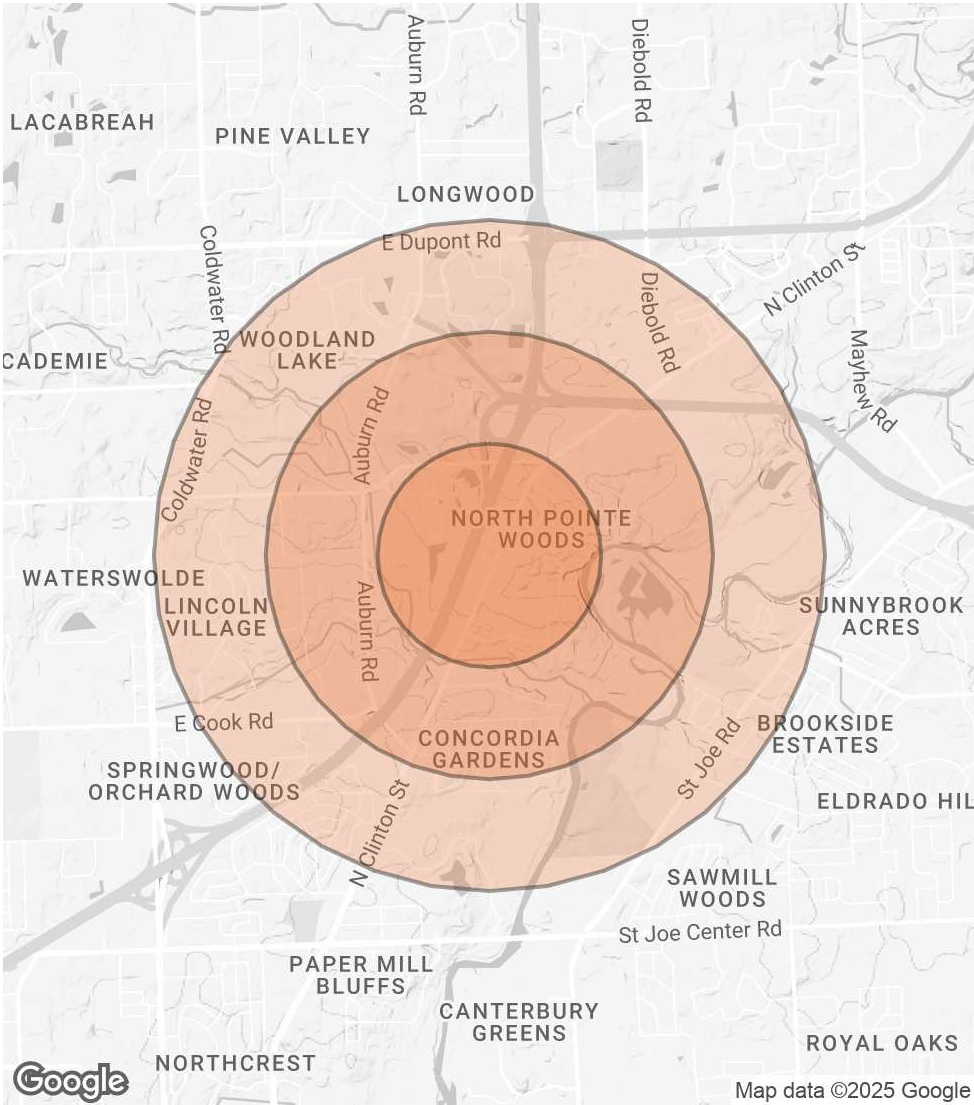 Auburn Rd
Diebold Rd
LACABREAH
PINE VALLEY
LONGWOOD
E Dupont Rd
Coldwater Rd
N Clinton St
Diebold Rd
WOODLAND
LAKE
CADEMIE
Mayhew Rd
Auburn Rd
Coldwater Rd
NORTH POINTE
WOODS
WATERSWOLDE
LINCOLN
VILLAGE
SUNNYBROOK
ACRES
Auburn Rd
E Cook Rd
CONCORDIA
GARDENS
BROOKSIDE
ESTATES
St Joe Rd
SPRINGWOOD/
ORCHARD WOODS
ELDRADO HIL
N Clinton St
SAWMILL
WOODS
St Joe Center Rd
PAPER MILL
BLUFFS
CANTERBURY
GREENS
ROYAL OAKS
NORTHCREST
Google
Map data ©2025 Google